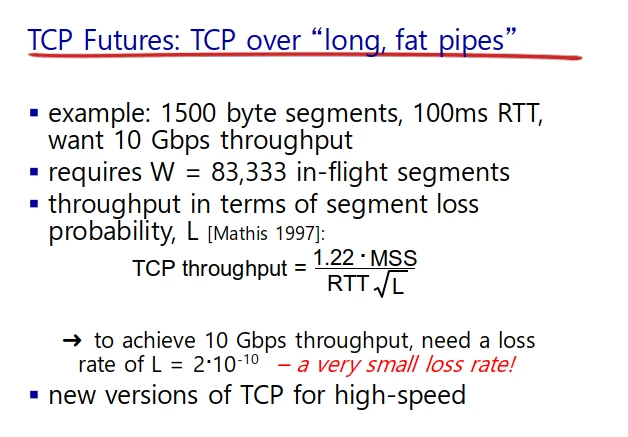 TCP Futures: TCP over “long, fat pipes”
▪ example: 1500 byte segments, 100ms RTT,
want 10 Gbps throughput
▪ requires W = 83,333 in-flight segments
▪ throughput in terms of segment loss
probability, L [Mathis 1997]:
TCP throughput = 1.22 · MSS / RTT √L
➜ to achieve 10 Gbps throughput, need a loss
rate of L = 2·10⁻¹⁰ – a very small loss rate!
▪ new versions of TCP for high-speed